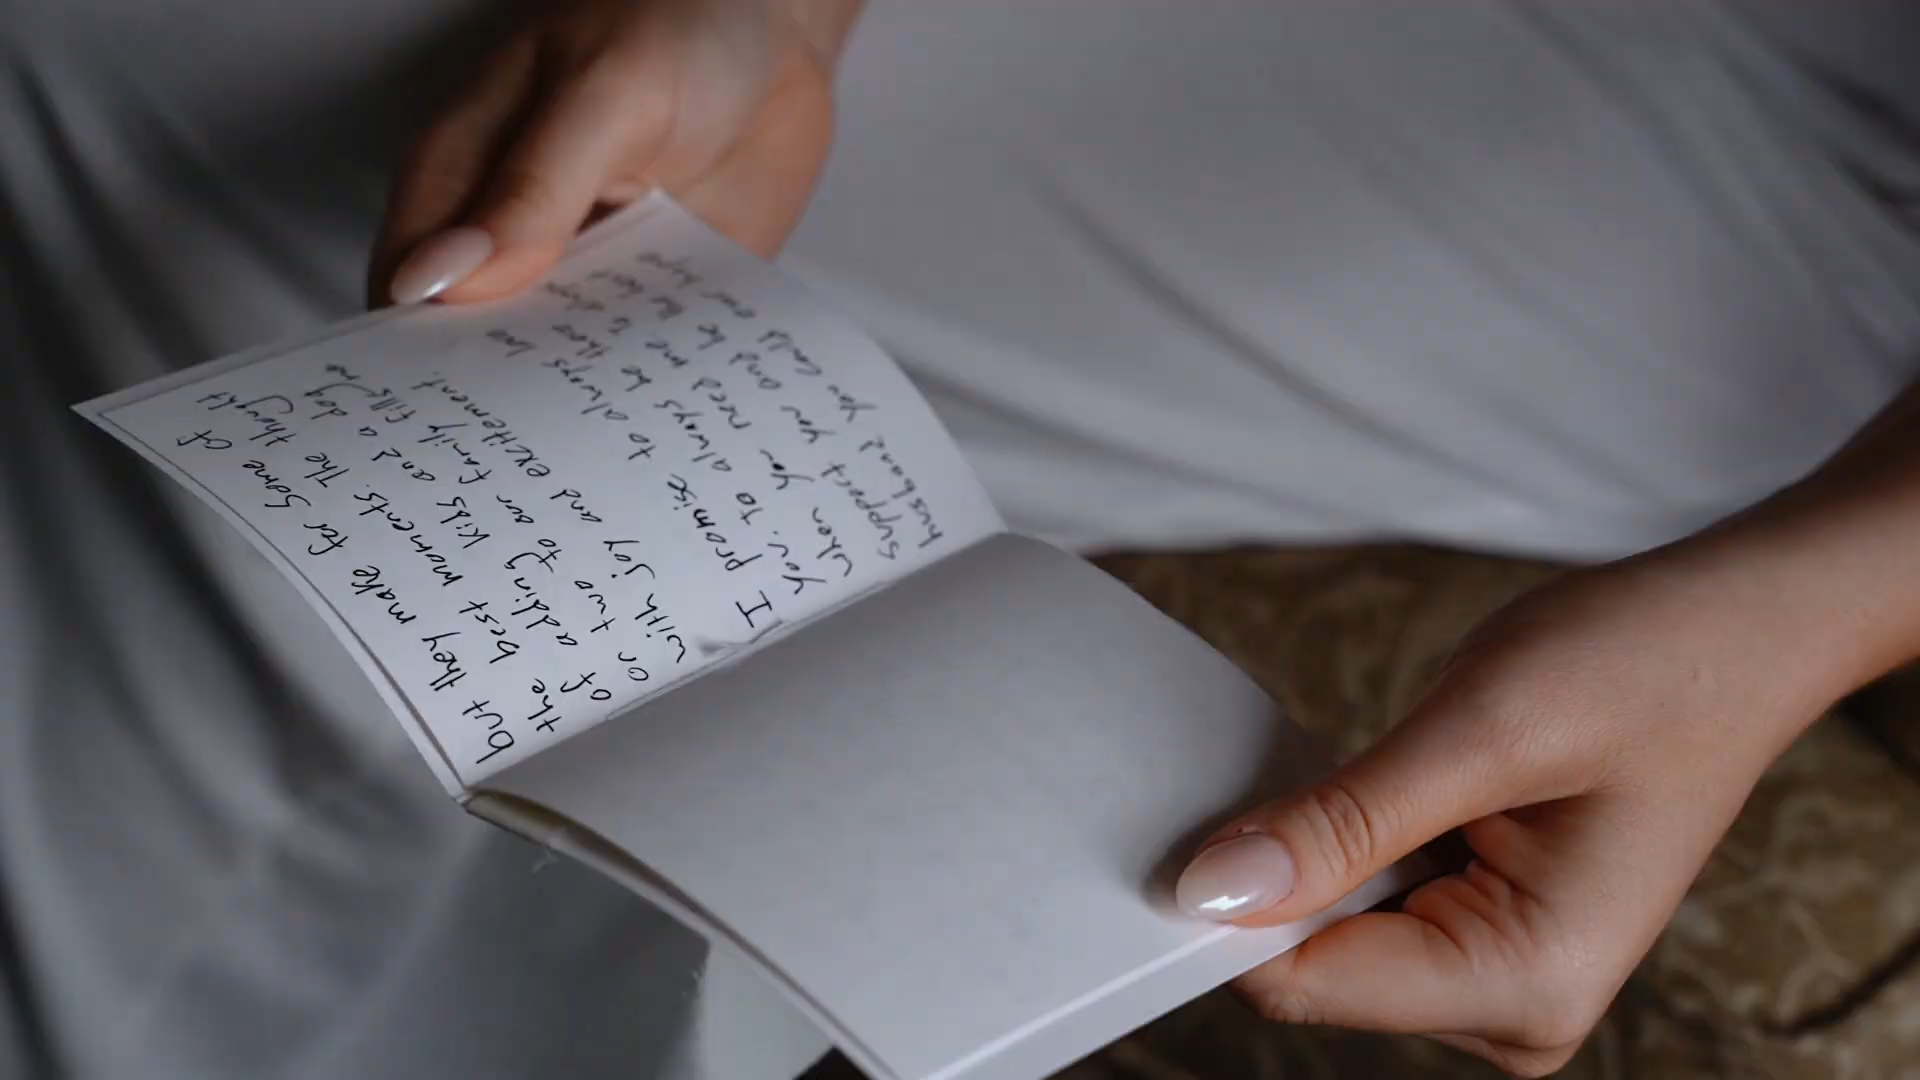 but they make for some of
the best moments. The thought
of adding kids and a dog
or two to our family fills me
with joy and excitement.
I promise to always love
you. To always be there
when you need me. To always
support you and be the best
husband you could ever have